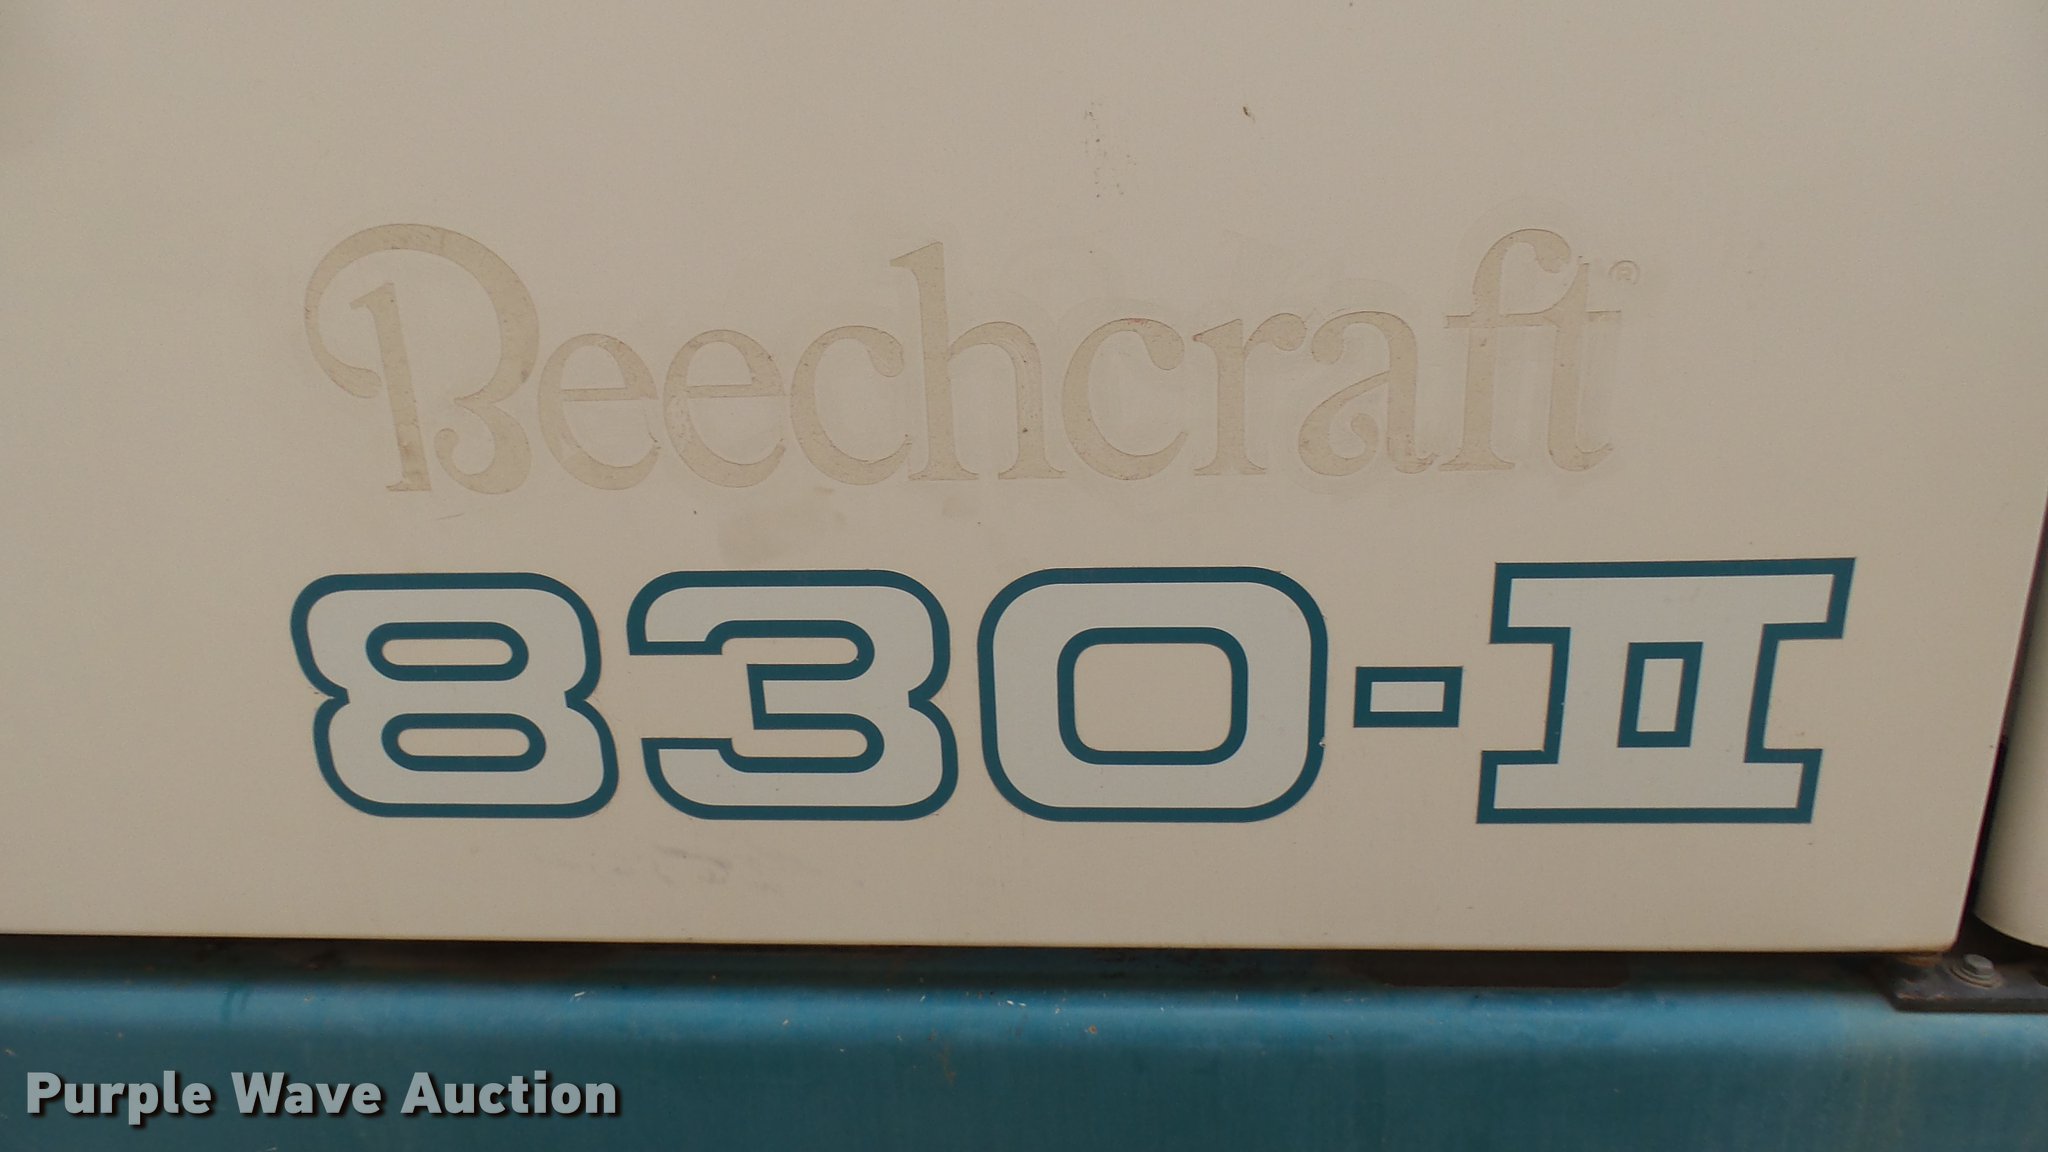 Beechcraft®
830-II
Purple Wave Auction